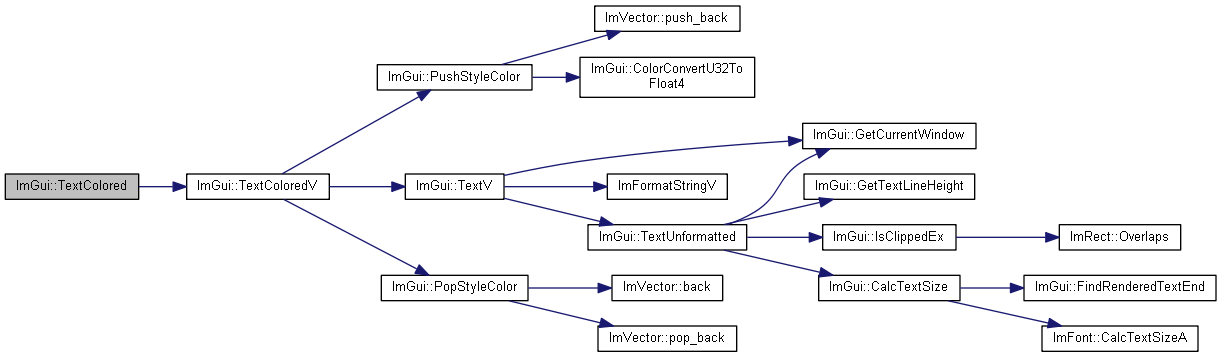 ImVector::push_back
ImGui::PushStyleColor
ImGui::ColorConvertU32To
Float4
ImGui::GetCurrentWindow
ImGui::TextColored
ImGui::TextColoredV
ImGui::TextV
ImFormatStringV
ImGui::GetTextLineHeight
ImGui::TextUnformatted
ImGui::IsClippedEx
ImRect::Overlaps
ImGui::PopStyleColor
ImVector::back
ImGui::CalcTextSize
ImGui::FindRenderedTextEnd
ImVector::pop_back
ImFont::CalcTextSizeA